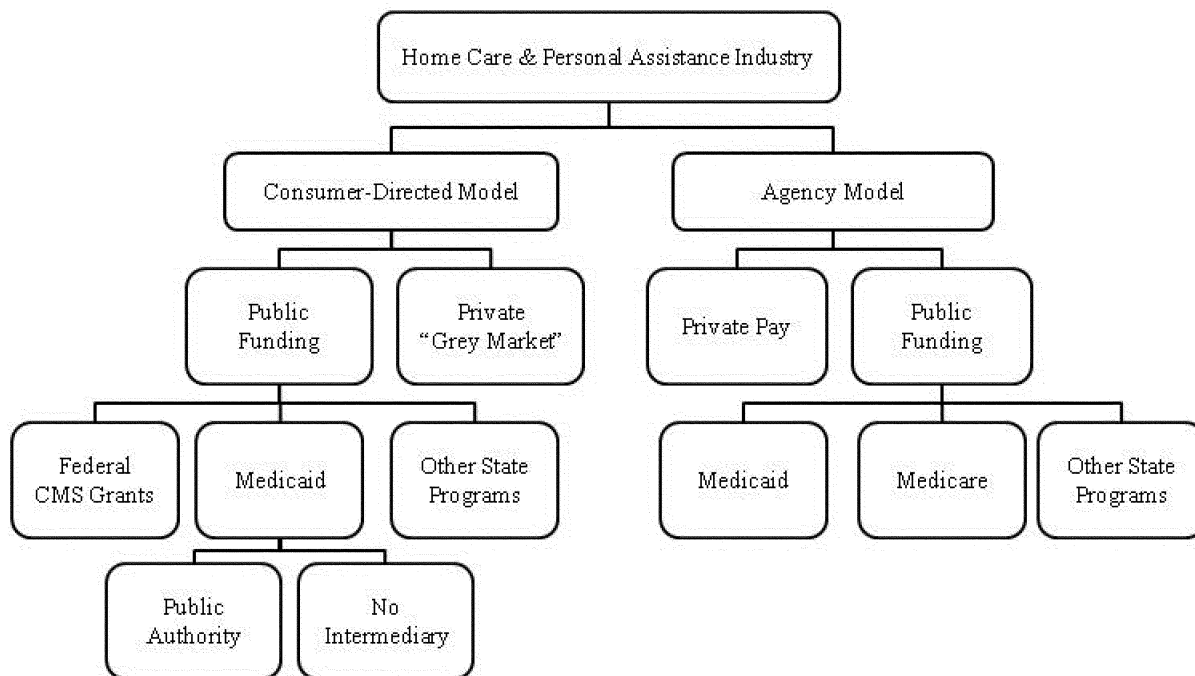 Home Care & Personal Assistance Industry
Consumer-Directed Model
Agency Model
Public
Funding
Private
“Grey Market”
Private Pay
Public
Funding
Federal
CMS Grants
Medicaid
Other State
Programs
Medicaid
Medicare
Other State
Programs
Public
Authority
No
Intermediary